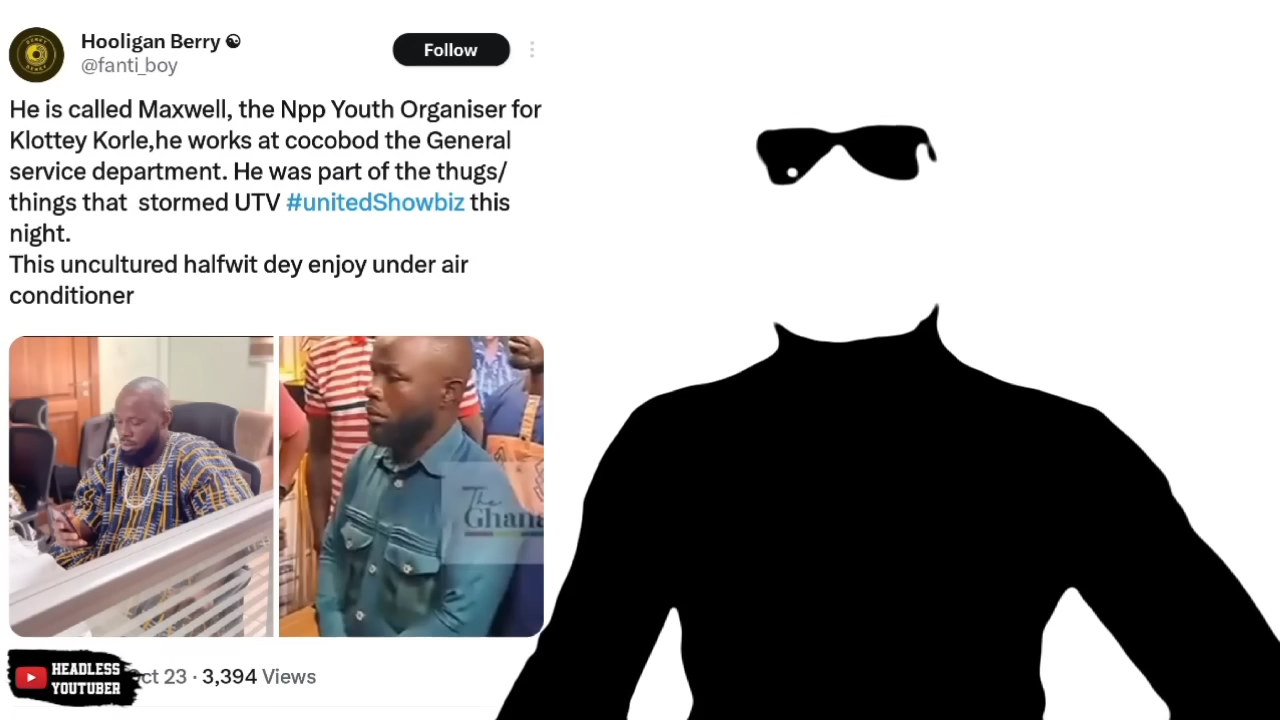 Hooligan Berry ☯
@fanti_boy
Follow
He is called Maxwell, the Npp Youth Organiser for
Klottey Korle,he works at cocobod the General
service department. He was part of the thugs/
things that stormed UTV #unitedShowbiz this
night.
This uncultured halfwit dey enjoy under air
conditioner
The
Ghana
HEADLESS
YOUTUBER
ct 23 · 3,394 Views